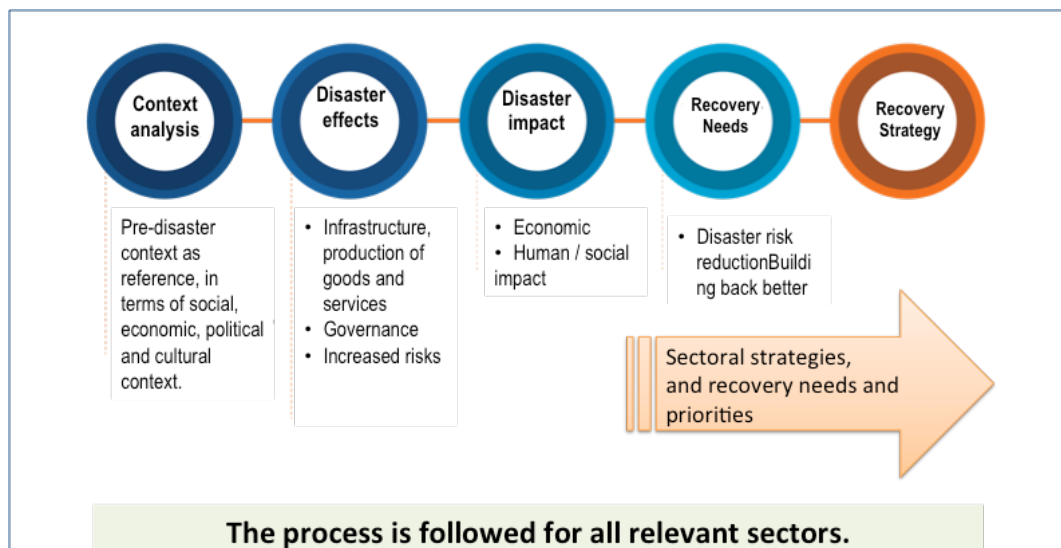 Context
analysis
Disaster
effects
Disaster
impact
Recovery
Needs
Recovery
Strategy
Pre-disaster
context as
reference, in
terms of social,
economic, political
and cultural
context.
• Infrastructure,
production of
goods and
services
• Governance
• Increased risks
• Economic
• Human / social
impact
• Disaster risk
reductionBuildi
ng back better
Sectoral strategies,
and recovery needs and
priorities
The process is followed for all relevant sectors.